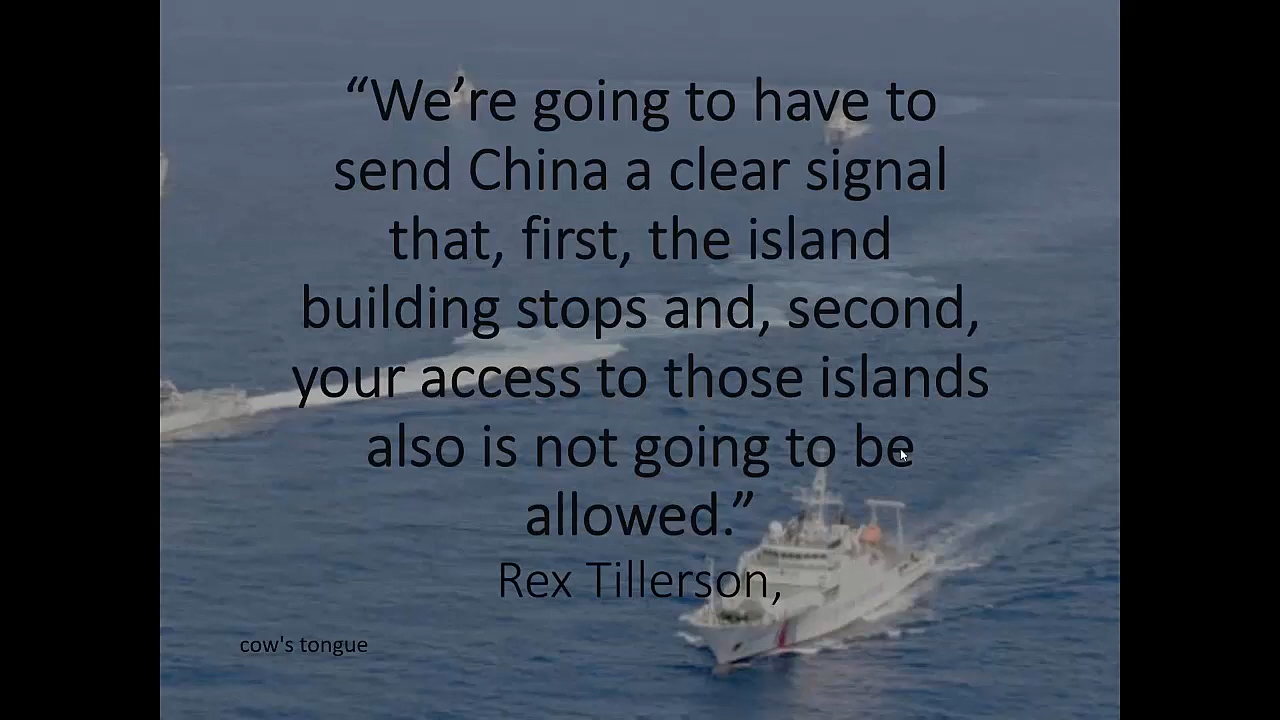 “We’re going to have to
send China a clear signal
that, first, the island
building stops and, second,
your access to those islands
also is not going to be
allowed.”
Rex Tillerson,
cow's tongue